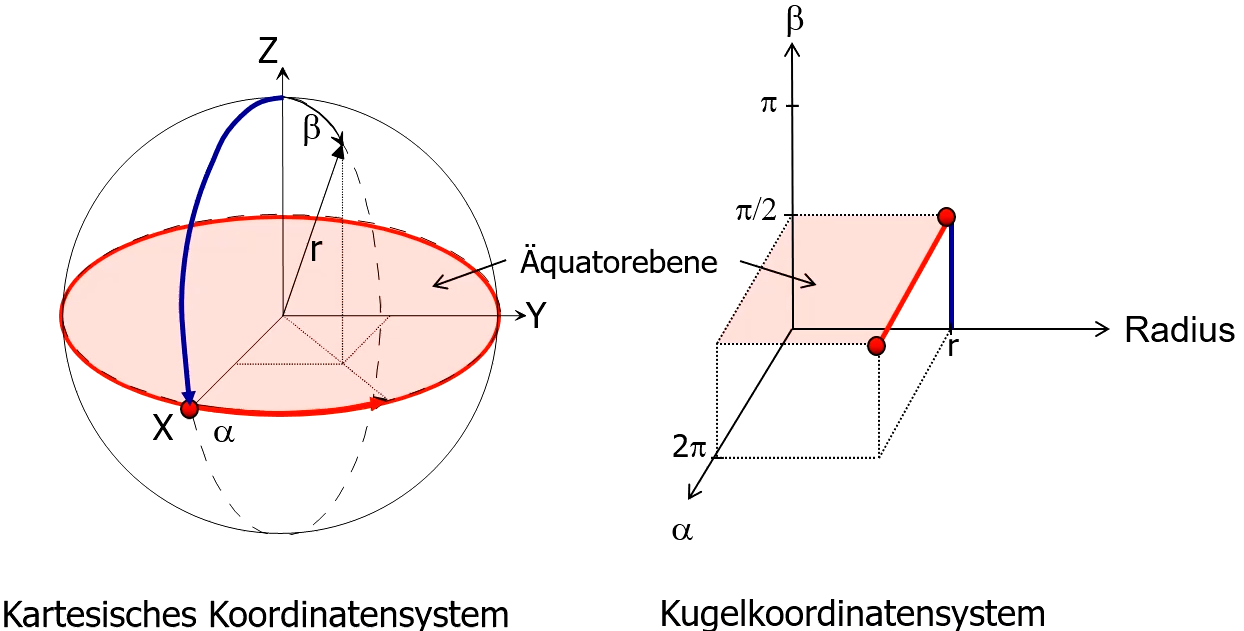 Z
β
r
Y
X
α
Äquatorebene
β
π
π/2
r
Radius
2π
α
Kartesisches Koordinatensystem
Kugelkoordinatensystem